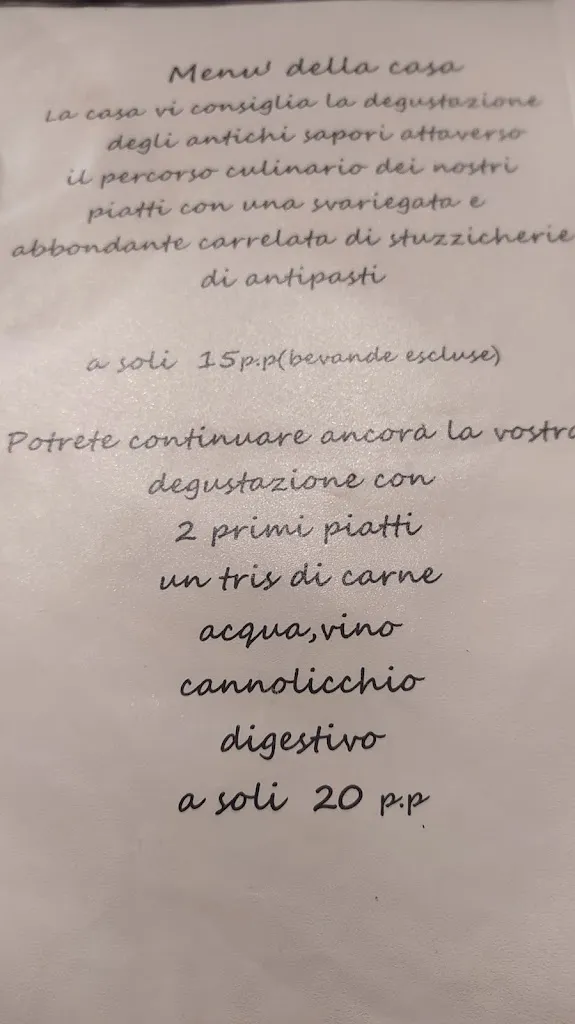 Menu' della casa
La casa vi consiglia la degustazione
degli antichi sapori attaverso
il percorso culinario dei nostri
piatti con una svariegata e
abbondante carrelata di stuzzicherie
di antipasti
a soli 15p.p(bevande escluse)
Potrete continuare ancora la vostra
degustazione con
2 primi piatti
un tris di carne
acqua,vino
cannolicchio
digestivo
a soli 20 p.p